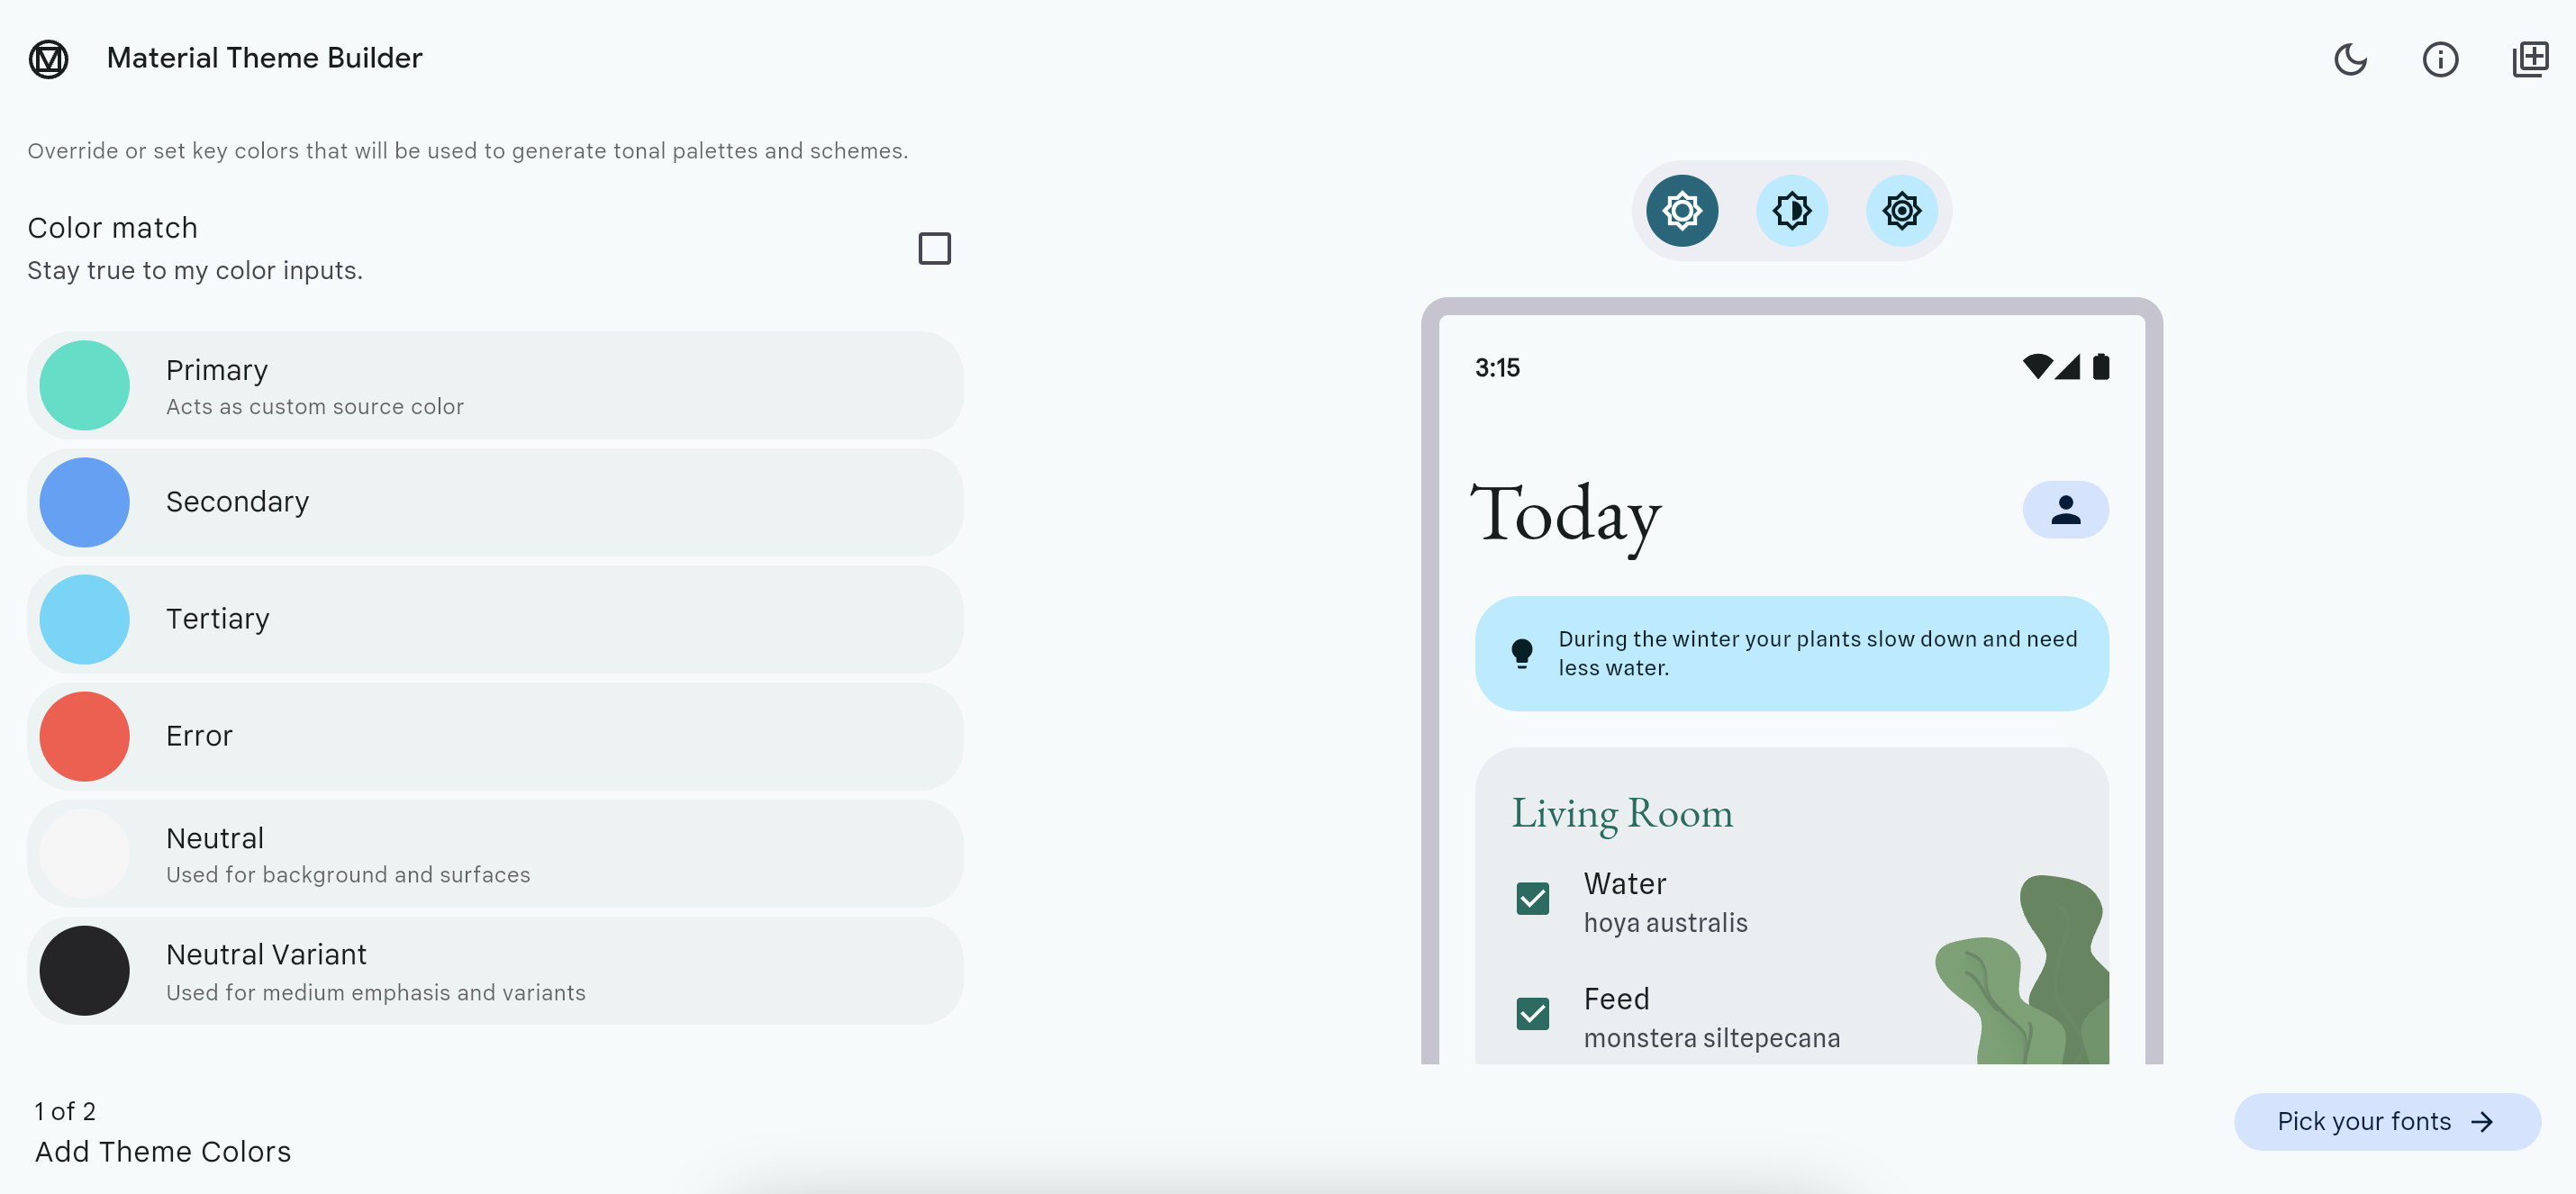 Material Theme Builder
Override or set key colors that will be used to generate tonal palettes and schemes.
Color match
Stay true to my color inputs.
Primary
Acts as custom source color
Secondary
Tertiary
Error
Neutral
Used for background and surfaces
Neutral Variant
Used for medium emphasis and variants
1 of 2
Add Theme Colors
3:15
Today
During the winter your plants slow down and need
less water.
Living Room
Water
hoya australis
Feed
monstera siltepecana
Pick your fonts